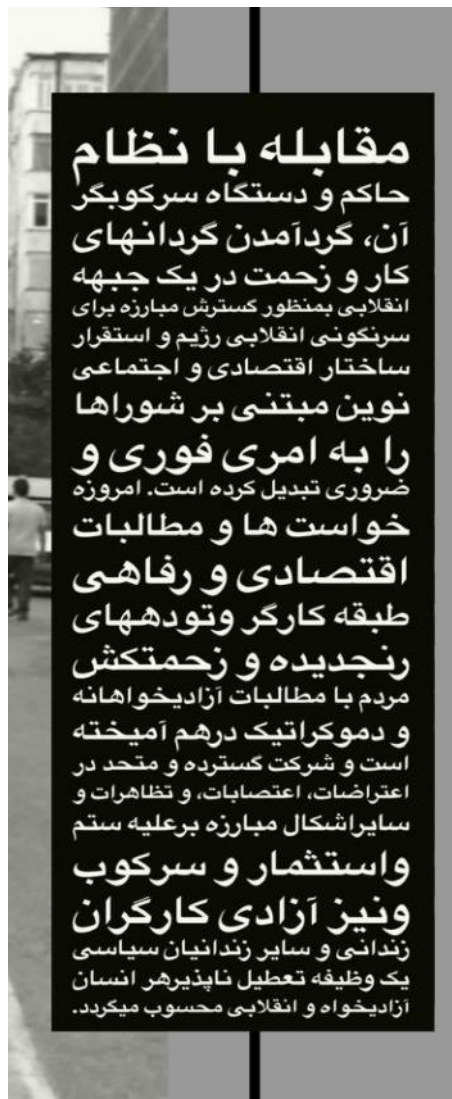 مقابله با نظام
حاکم و دستگاه سرکوبگر
آن، گردآمدن گردانهای
کار و زحمت در یک جبهه
انقلابی بمنظور گسترش مبارزه برای
سرنگونی انقلابی رژیم و استقرار
ساختار اقتصادی و اجتماعی
نوین مبتنی بر شوراها
را به امری فوری و
ضروری تبدیل کرده است. امروزه
خواست ها و مطالبات
اقتصادی و رفاهی
طبقه کارگر وتودههای
رنجدیده و زحمتکش
مردم با مطالبات آزادیخواهانه
و دموکراتیک درهم آمیخته
است و شرکت گسترده و متحد در
اعتراضات، اعتصابات، و تظاهرات و
سایراشکال مبارزه برعلیه ستم
واستثمار و سرکوب
ونیز آزادی کارگران
زندانی و سایر زندانیان سیاسی
یک وظیفه تعطیل ناپذیرهر انسان
آزادیخواه و انقلابی محسوب میگردد.